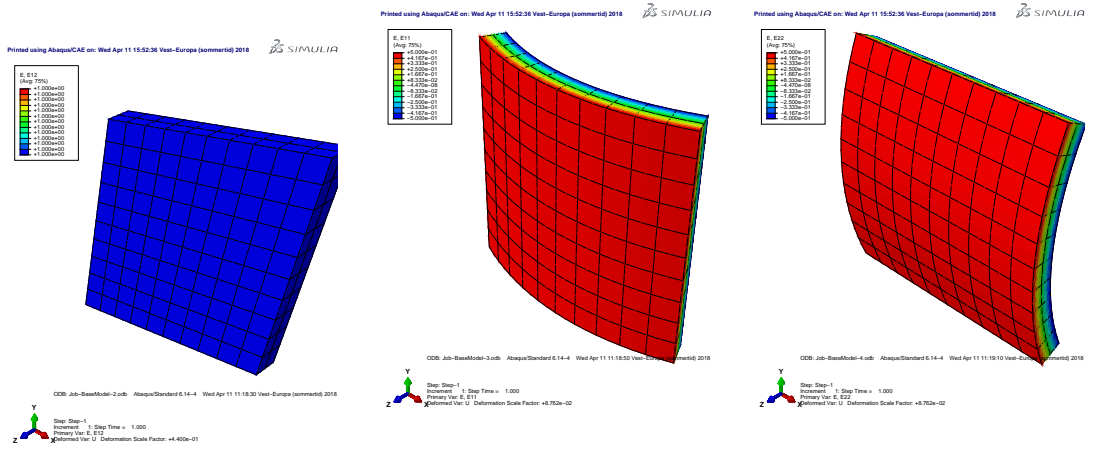 Printed using Abaqus/CAE on: Wed Apr 11 15:52:36 Vest-Europa (sommertid) 2018
SIMULIA
E, E12
(Avg: 75%)
+1.000e+00
+1.000e+00
+1.000e+00
+1.000e+00
+1.000e+00
+1.000e+00
+1.000e+00
+1.000e+00
+1.000e+00
+1.000e+00
+1.000e+00
+1.000e+00
+1.000e+00
ODB: Job-BaseModel-2.odb Abaqus/Standard 6.14-4 Wed Apr 11 11:18:30 Vest-Europa (sommertid) 2018
Y
Z
X
Step: Step-1
Increment 1: Step Time = 1.000
Primary Var: E, E12
Deformed Var: U Deformation Scale Factor: +4.400e-01
Printed using Abaqus/CAE on: Wed Apr 11 15:52:36 Vest-Europa (sommertid) 2018
SIMULIA
E, E11
(Avg: 75%)
+5.000e-01
+4.167e-01
+3.333e-01
+2.500e-01
+1.667e-01
+8.333e-02
-4.470e-08
-8.333e-02
-1.667e-01
-2.500e-01
-3.333e-01
-4.167e-01
-5.000e-01
ODB: Job-BaseModel-3.odb Abaqus/Standard 6.14-4 Wed Apr 11 11:18:50 Vest-Europa (sommertid) 2018
Y
Z
X
Step: Step-1
Increment 1: Step Time = 1.000
Primary Var: E, E11
Deformed Var: U Deformation Scale Factor: +8.762e-02
Printed using Abaqus/CAE on: Wed Apr 11 15:52:36 Vest-Europa (sommertid) 2018
SIMULIA
E, E22
(Avg: 75%)
+5.000e-01
+4.167e-01
+3.333e-01
+2.500e-01
+1.667e-01
+8.333e-02
-4.470e-08
-8.333e-02
-1.667e-01
-2.500e-01
-3.333e-01
-4.167e-01
-5.000e-01
ODB: Job-BaseModel-4.odb Abaqus/Standard 6.14-4 Wed Apr 11 11:19:10 Vest-Europa (sommertid) 2018
Y
Z
X
Step: Step-1
Increment 1: Step Time = 1.000
Primary Var: E, E22
Deformed Var: U Deformation Scale Factor: +8.762e-02